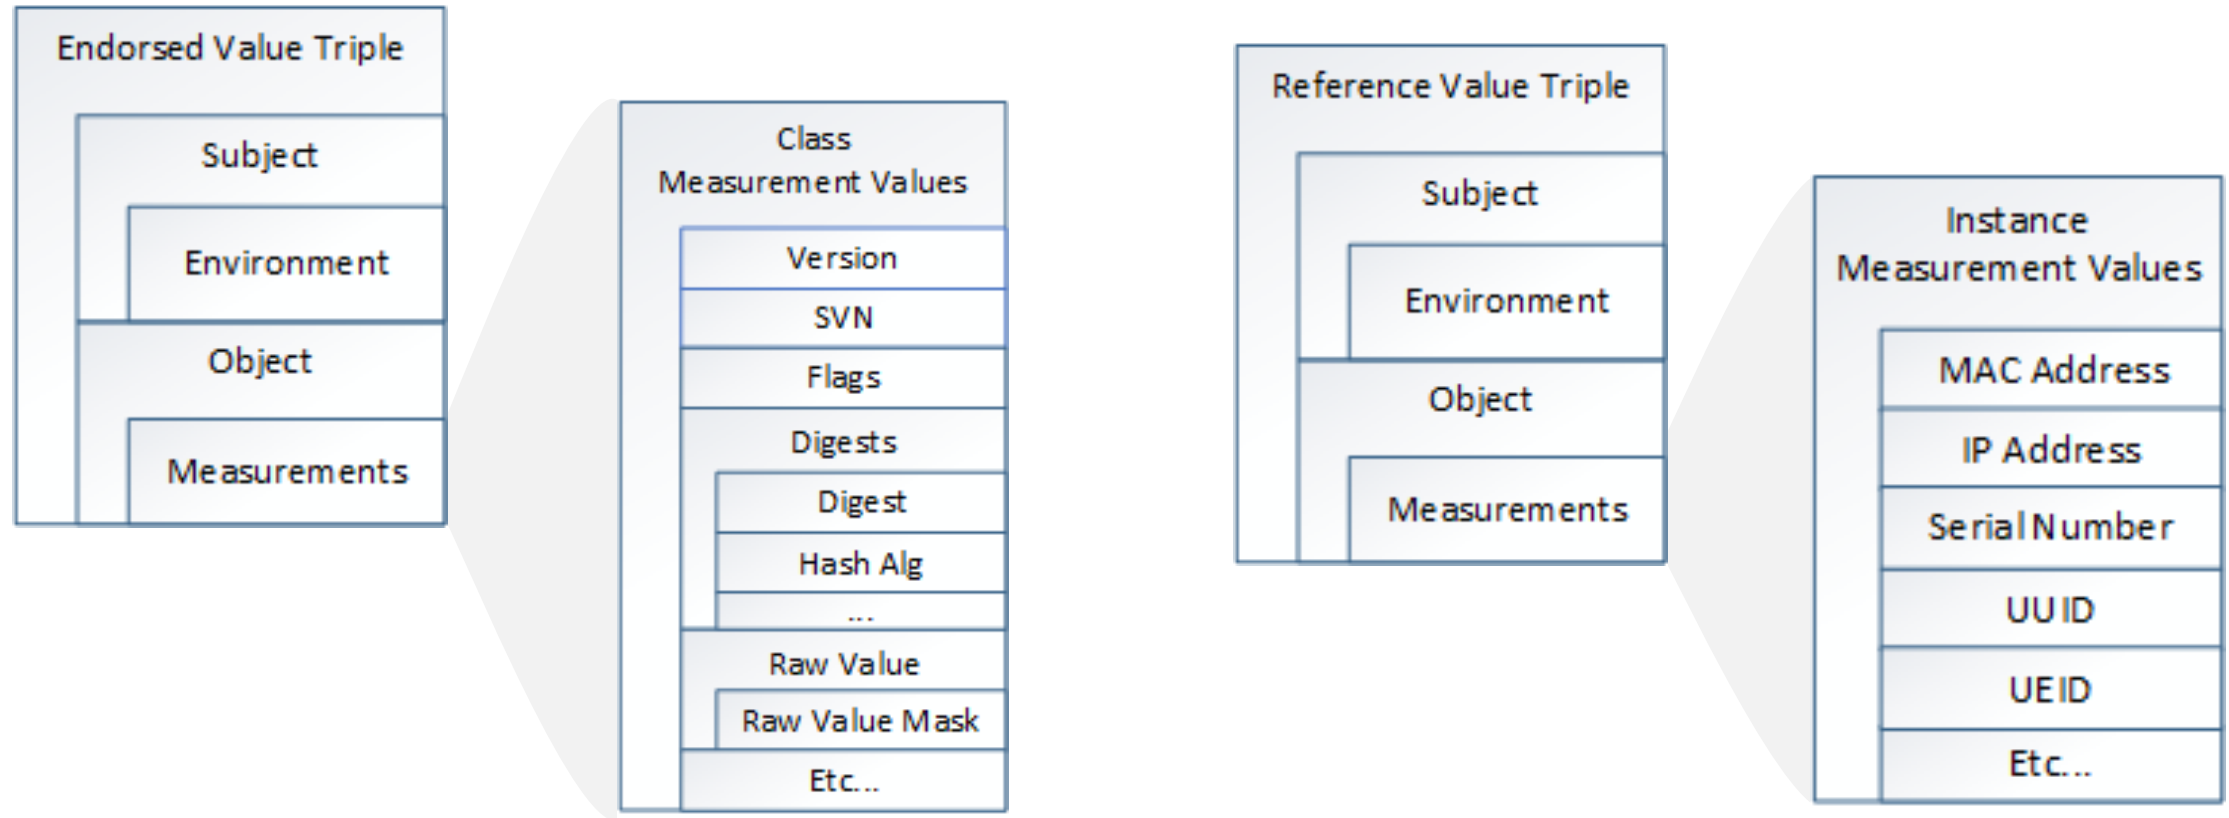 Endorsed Value Triple
Subject
Environment
Object
Measurements
Class
Measurement Values
Version
SVN
Flags
Digests
Digest
Hash Alg
...
Raw Value
Raw Value Mask
Etc...
Reference Value Triple
Subject
Environment
Object
Measurements
Instance
Measurement Values
MAC Address
IP Address
Serial Number
UUID
UEID
Etc...